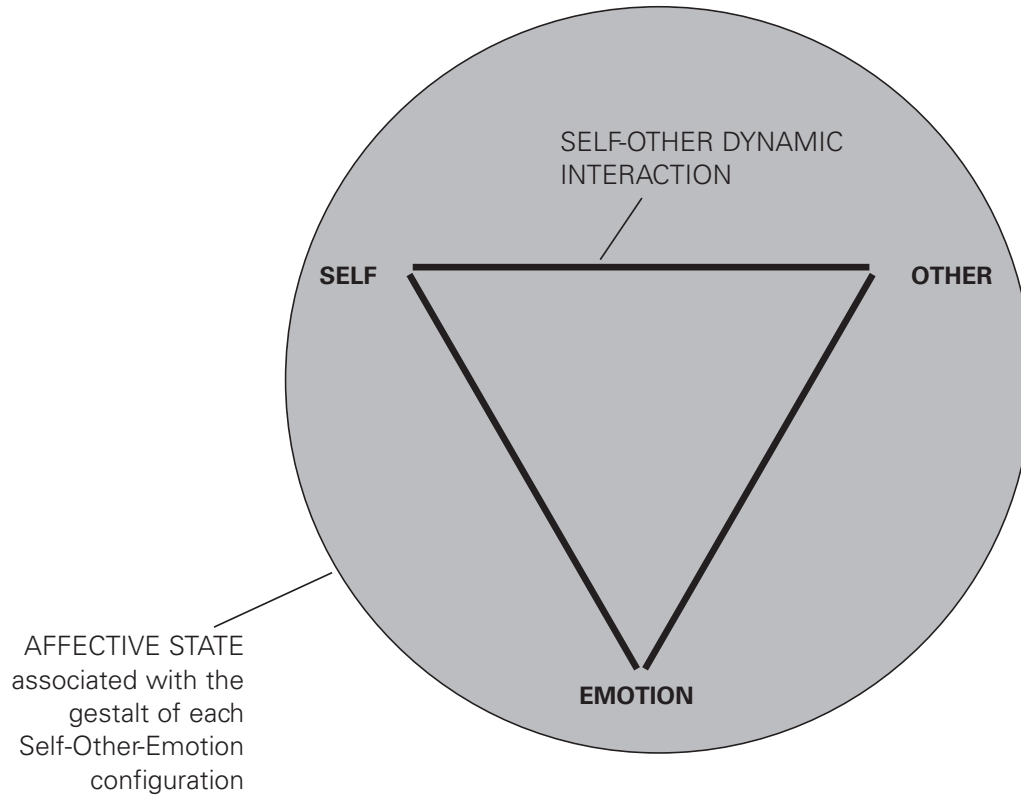 SELF-OTHER DYNAMIC
INTERACTION
SELF
OTHER
EMOTION
AFFECTIVE STATE
associated with the
gestalt of each
Self-Other-Emotion
configuration